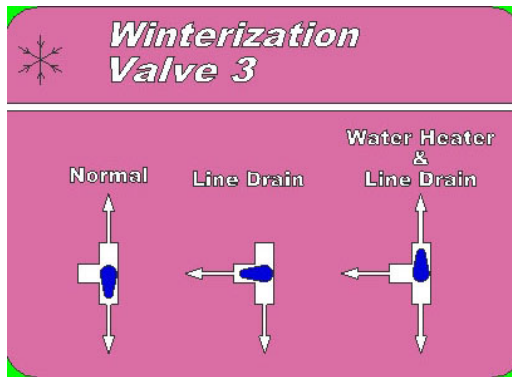 Winterization
Valve 3
Normal
Line Drain
Water Heater
&
Line Drain